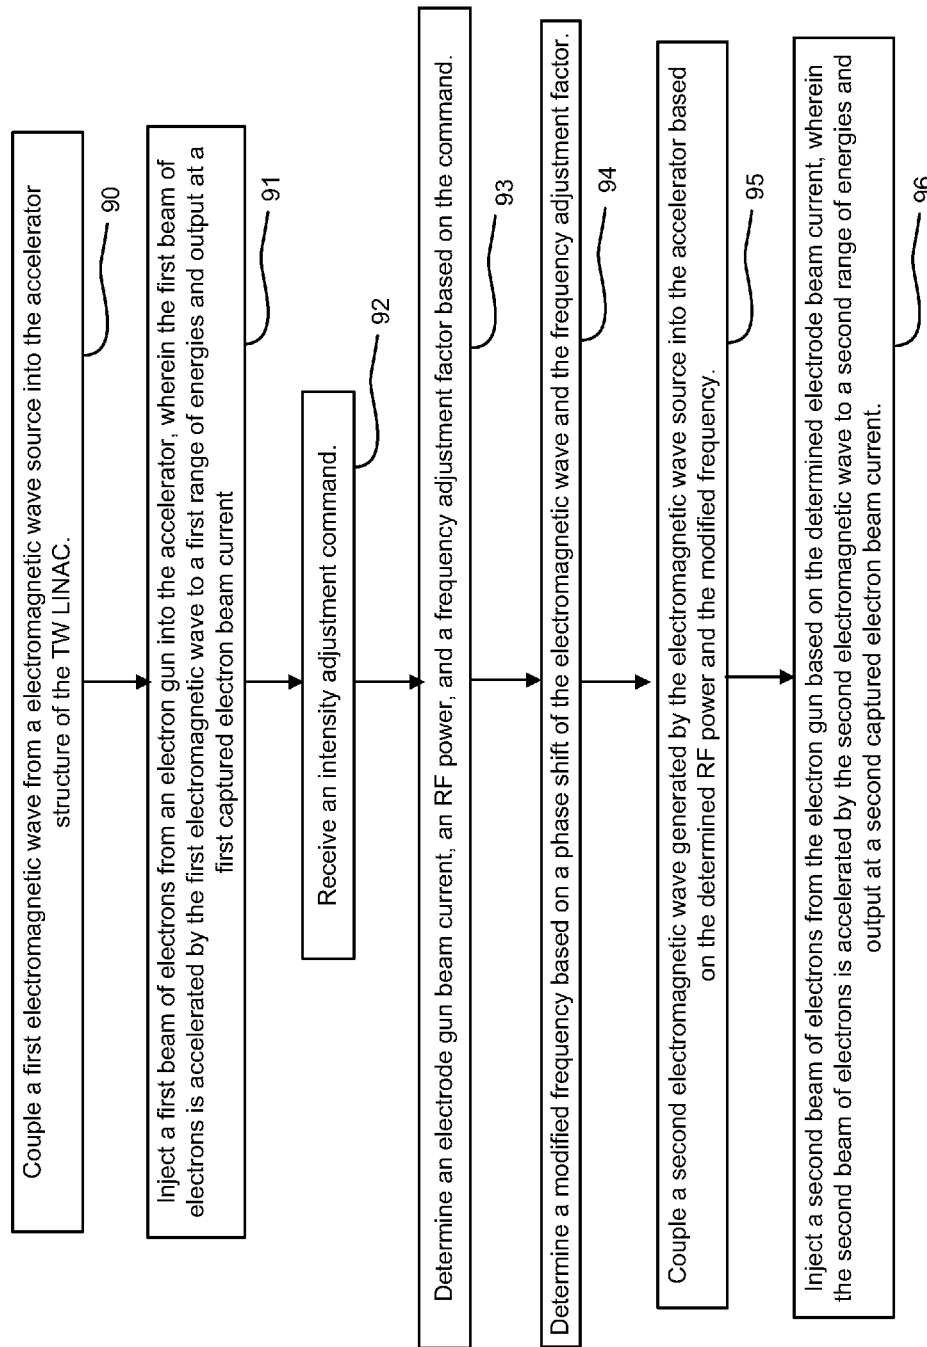 Couple a first electromagnetic wave from a electromagnetic wave source into the accelerator
structure of the TW LINAC.
90
Inject a first beam of electrons from an electron gun into the accelerator, wherein the first beam of
electrons is accelerated by the first electromagnetic wave to a first range of energies and output at a
first captured electron beam current
91
Receive an intensity adjustment command.
92
Determine an electrode gun beam current, an RF power, and a frequency adjustment factor based on the command.
93
Determine a modified frequency based on a phase shift of the electromagnetic wave and the frequency adjustment factor.
94
Couple a second electromagnetic wave generated by the electromagnetic wave source into the accelerator based
on the determined RF power and the modified frequency.
95
Inject a second beam of electrons from the electron gun based on the determined electrode beam current, wherein
the second beam of electrons is accelerated by the second electromagnetic wave to a second range of energies and
output at a second captured electron beam current.
96